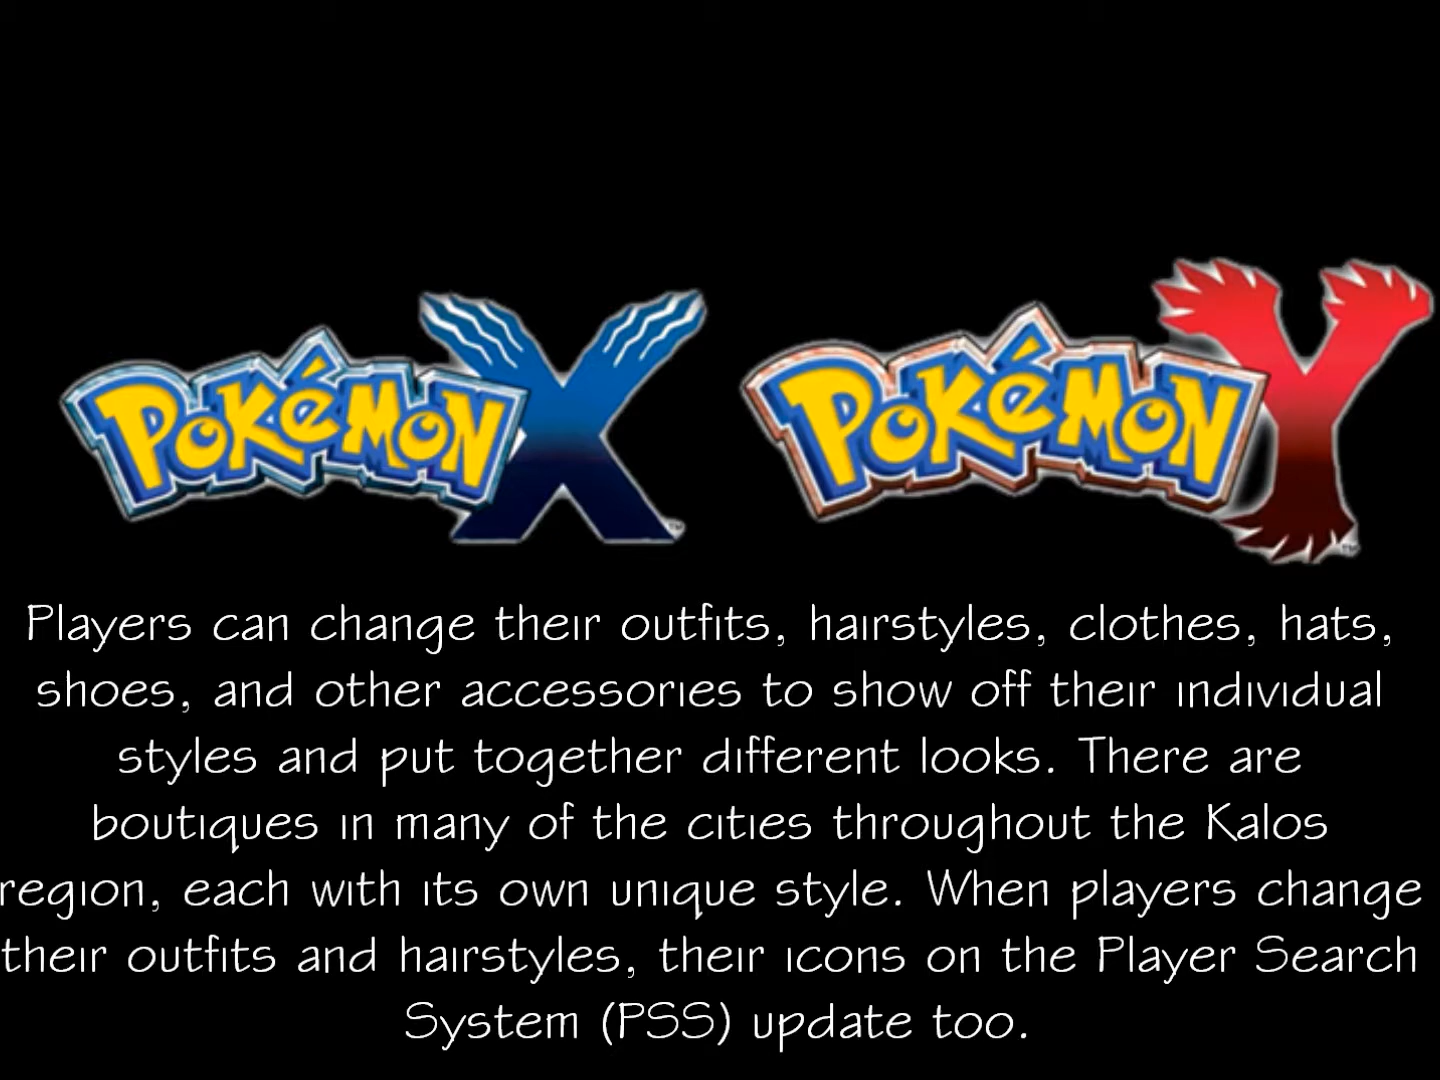 POKéMON X ™
POKéMON Y ™
Players can change their outfits, hairstyles, clothes, hats,
shoes, and other accessories to show off their individual
styles and put together different looks. There are
boutiques in many of the cities throughout the Kalos
region, each with its own unique style. When players change
their outfits and hairstyles, their icons on the Player Search
System (PSS) update too.